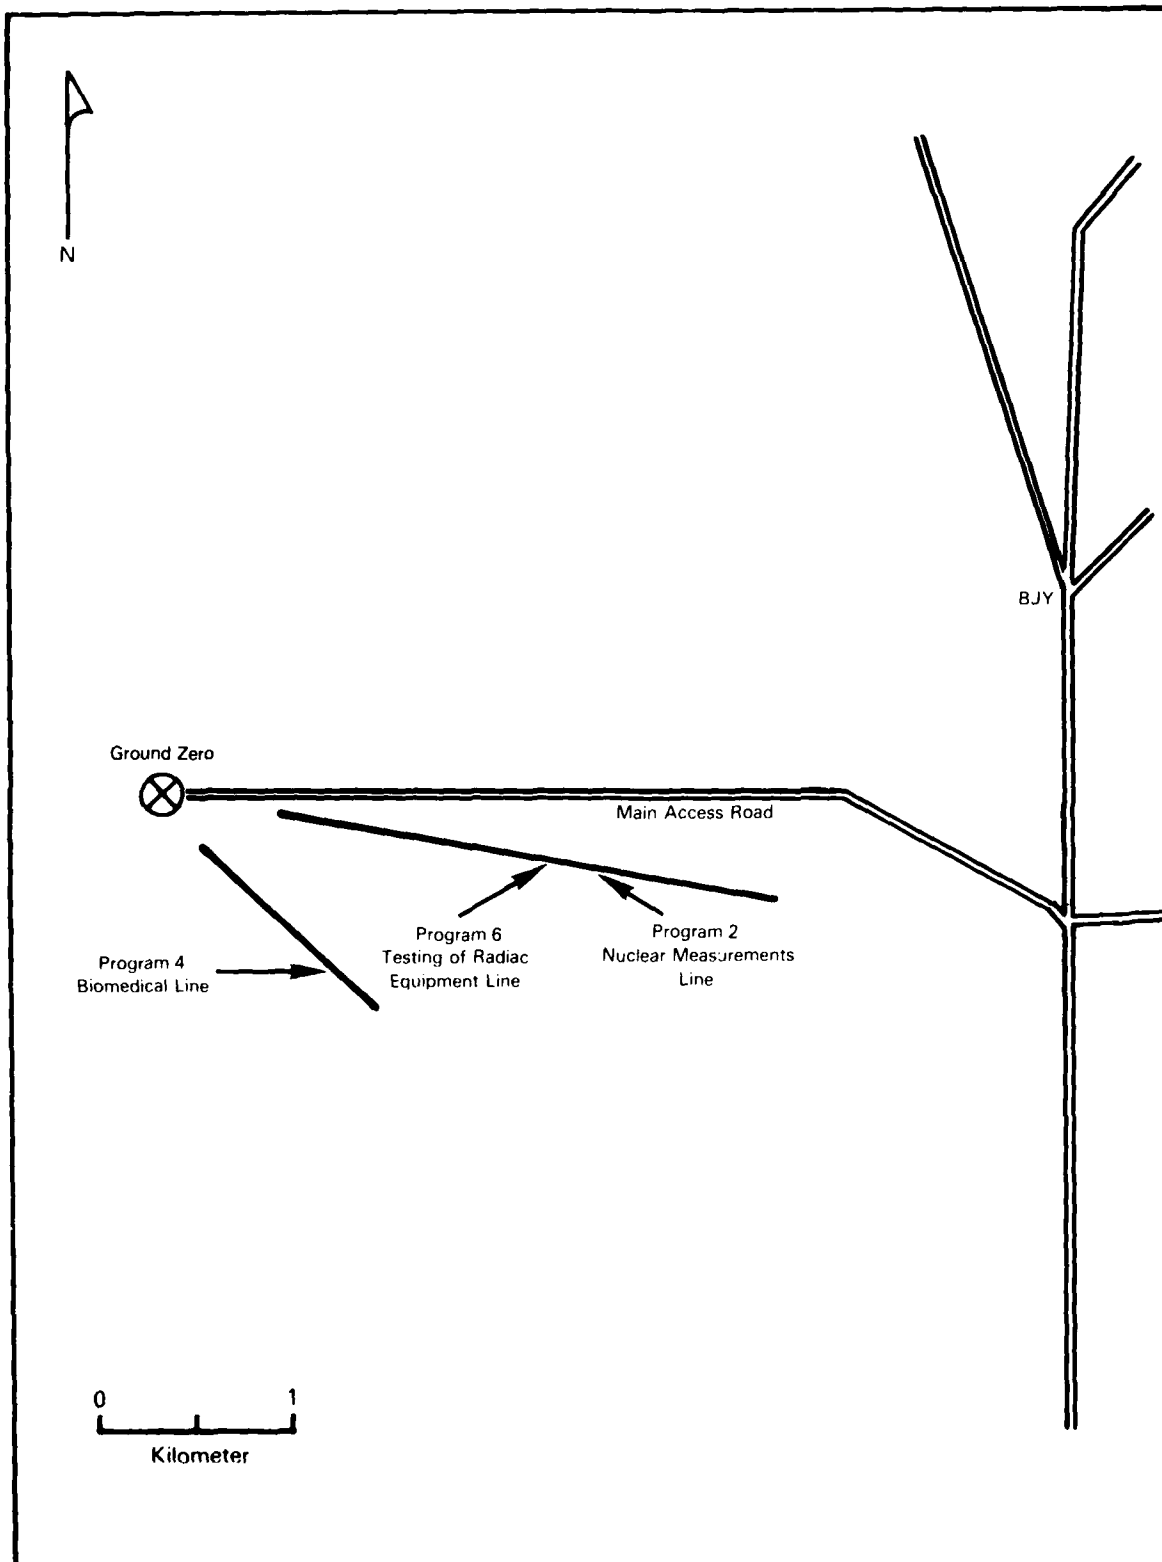 N
BJY
Ground Zero
Main Access Road
Program 6
Testing of Radiac
Equipment Line
Program 2
Nuclear Measurements
Line
Program 4
Biomedical Line
0 1
Kilometer